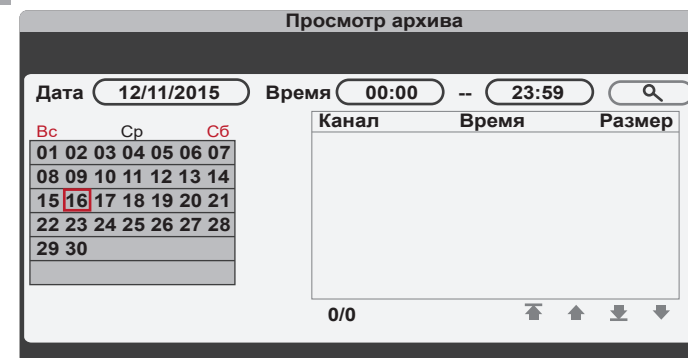 Просмотр архива
Дата 12/11/2015 Время 00:00 -- 23:59
Канал Время Размер
Вс Ср Сб
01 02 03 04 05 06 07
08 09 10 11 12 13 14
15 16 17 18 19 20 21
22 23 24 25 26 27 28
29 30
0/0